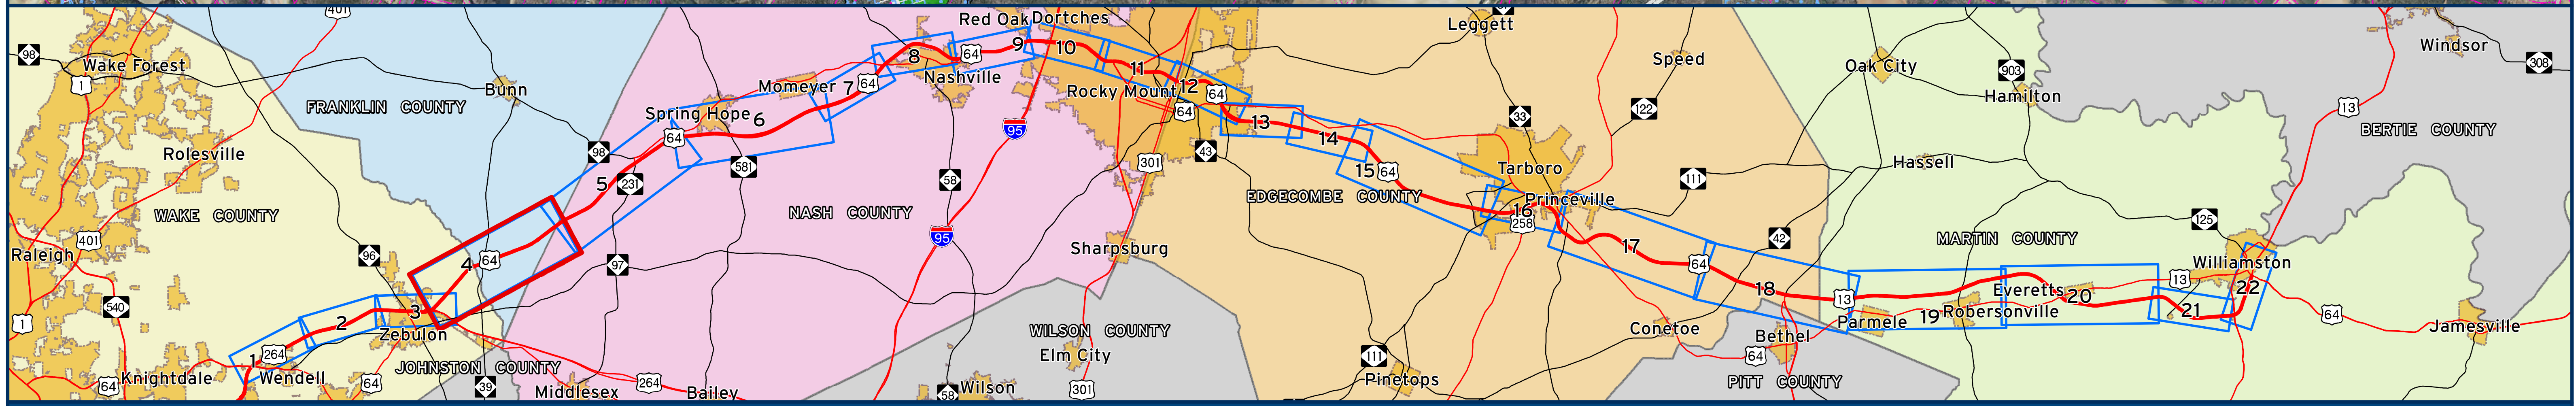 401
Red Oak
Dortches
Leggett
98
Wake Forest
1
FRANKLIN COUNTY
Bunn
Momeyer
7
64
8
64
9
10
Nashville
11
Rocky Mount
12
64
64
Speed
Oak City
903
Hamilton
Windsor
308
13
BERTIE COUNTY
Spring Hope
6
64
95
13
14
33
122
Rolesville
98
581
301
43
15
64
Tarboro
Hassell
5
231
58
111
WAKE COUNTY
NASH COUNTY
EDGECOMBE COUNTY
Princeville
16
258
125
401
Raleigh
96
4
64
97
95
Sharpsburg
17
64
42
MARTIN COUNTY
Williamston
540
1
2
3
Zebulon
18
13
Everetts
20
13
22
Parmele
19
Robersonville
21
64
Jamesville
WILSON COUNTY
Conetoe
Bethel
1
264
Elm City
111
64
64
Knightdale
Wendell
64
JOHNSTON COUNTY
39
Middlesex
264
Bailey
58
Wilson
301
Pinetops
PITT COUNTY